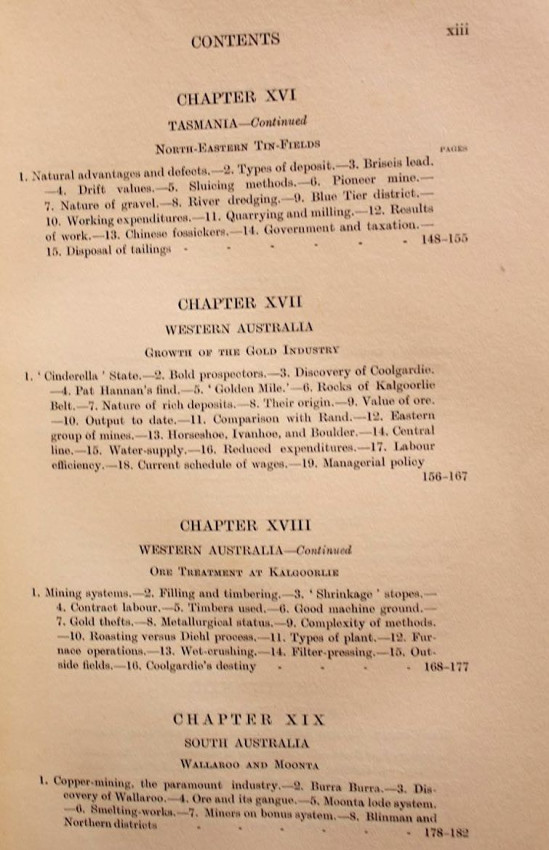 CONTENTS xiii
CHAPTER XVI
TASMANIA—Continued
North-Eastern Tin-Fields
PAGES
1. Natural advantages and defects.—2. Types of deposit.—3. Briseis lead.
—4. Drift values.—5. Sluicing methods.—6. Pioneer mine.—
7. Nature of gravel.—8. River dredging.—9. Blue Tier district.—
10. Working expenditures.—11. Quarrying and milling.—12. Results
of work.—13. Chinese fossickers.—14. Government and taxation.—
15. Disposal of tailings - - - - - - 148–155
CHAPTER XVII
WESTERN AUSTRALIA
Growth of the Gold Industry
1. ‘Cinderella’ State.—2. Bold prospectors.—3. Discovery of Coolgardie.
—4. Pat Hannan's find.—5. ‘Golden Mile.’—6. Rocks of Kalgoorlie
Belt.—7. Nature of rich deposits.—8. Their origin.—9. Value of ore.
—10. Output to date.—11. Comparison with Rand.—12. Eastern
group of mines.—13. Horseshoe, Ivanhoe, and Boulder.—14. Central
line.—15. Water-supply.—16. Reduced expenditures.—17. Labour
efficiency.—18. Current schedule of wages.—19. Managerial policy
156–167
CHAPTER XVIII
WESTERN AUSTRALIA—Continued
Ore Treatment at Kalgoorlie
1. Mining systems.—2. Filling and timbering.—3. ‘Shrinkage’ stopes.—
4. Contract labour.—5. Timbers used.—6. Good machine ground.—
7. Gold thefts.—8. Metallurgical status.—9. Complexity of methods.
—10. Roasting versus Diehl process.—11. Types of plant.—12. Fur-
nace operations.—13. Wet-crushing.—14. Filter-pressing.—15. Out-
side fields.—16. Coolgardie's destiny - - - - 168–177
CHAPTER XIX
SOUTH AUSTRALIA
Wallaroo and Moonta
1. Copper-mining, the paramount industry.—2. Burra Burra.—3. Dis-
covery of Wallaroo.—4. Ore and its gangue.—5. Moonta lode system.
—6. Smelting-works.—7. Miners on bonus system.—8. Blinman and
Northern districts - - - - - - 178–182